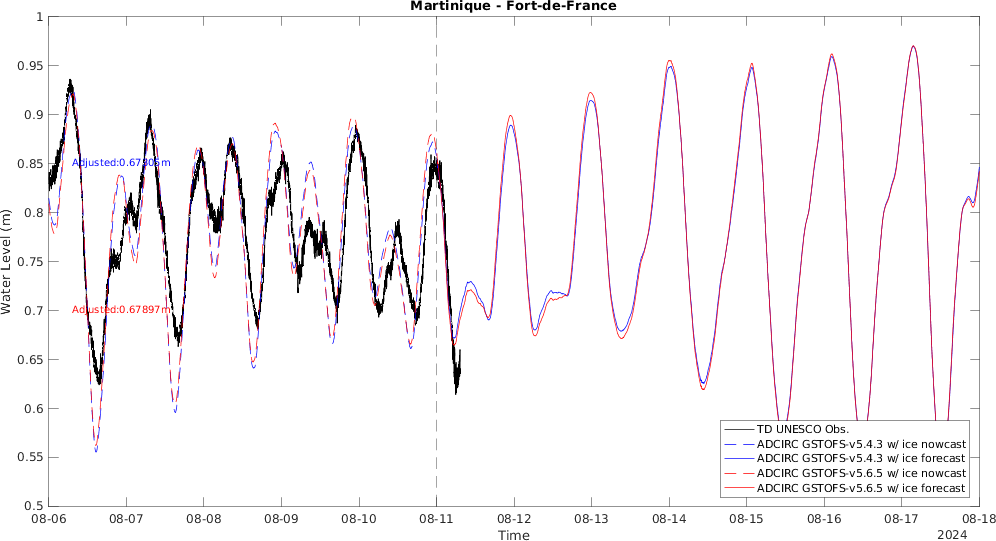 Martinique - Fort-de-France
Water Level (m)
1
0.95
0.9
0.85
0.8
0.75
0.7
0.65
0.6
0.55
0.5
Adjusted:0.67897m
TD UNESCO Obs.
ADCIRC GSTOFS-v5.4.3 w/ ice nowcast
ADCIRC GSTOFS-v5.4.3 w/ ice forecast
ADCIRC GSTOFS-v5.6.5 w/ ice nowcast
ADCIRC GSTOFS-v5.6.5 w/ ice forecast
08-06 08-07 08-08 08-09 08-10 08-11 08-12 08-13 08-14 08-15 08-16 08-17 08-18
Time
2024